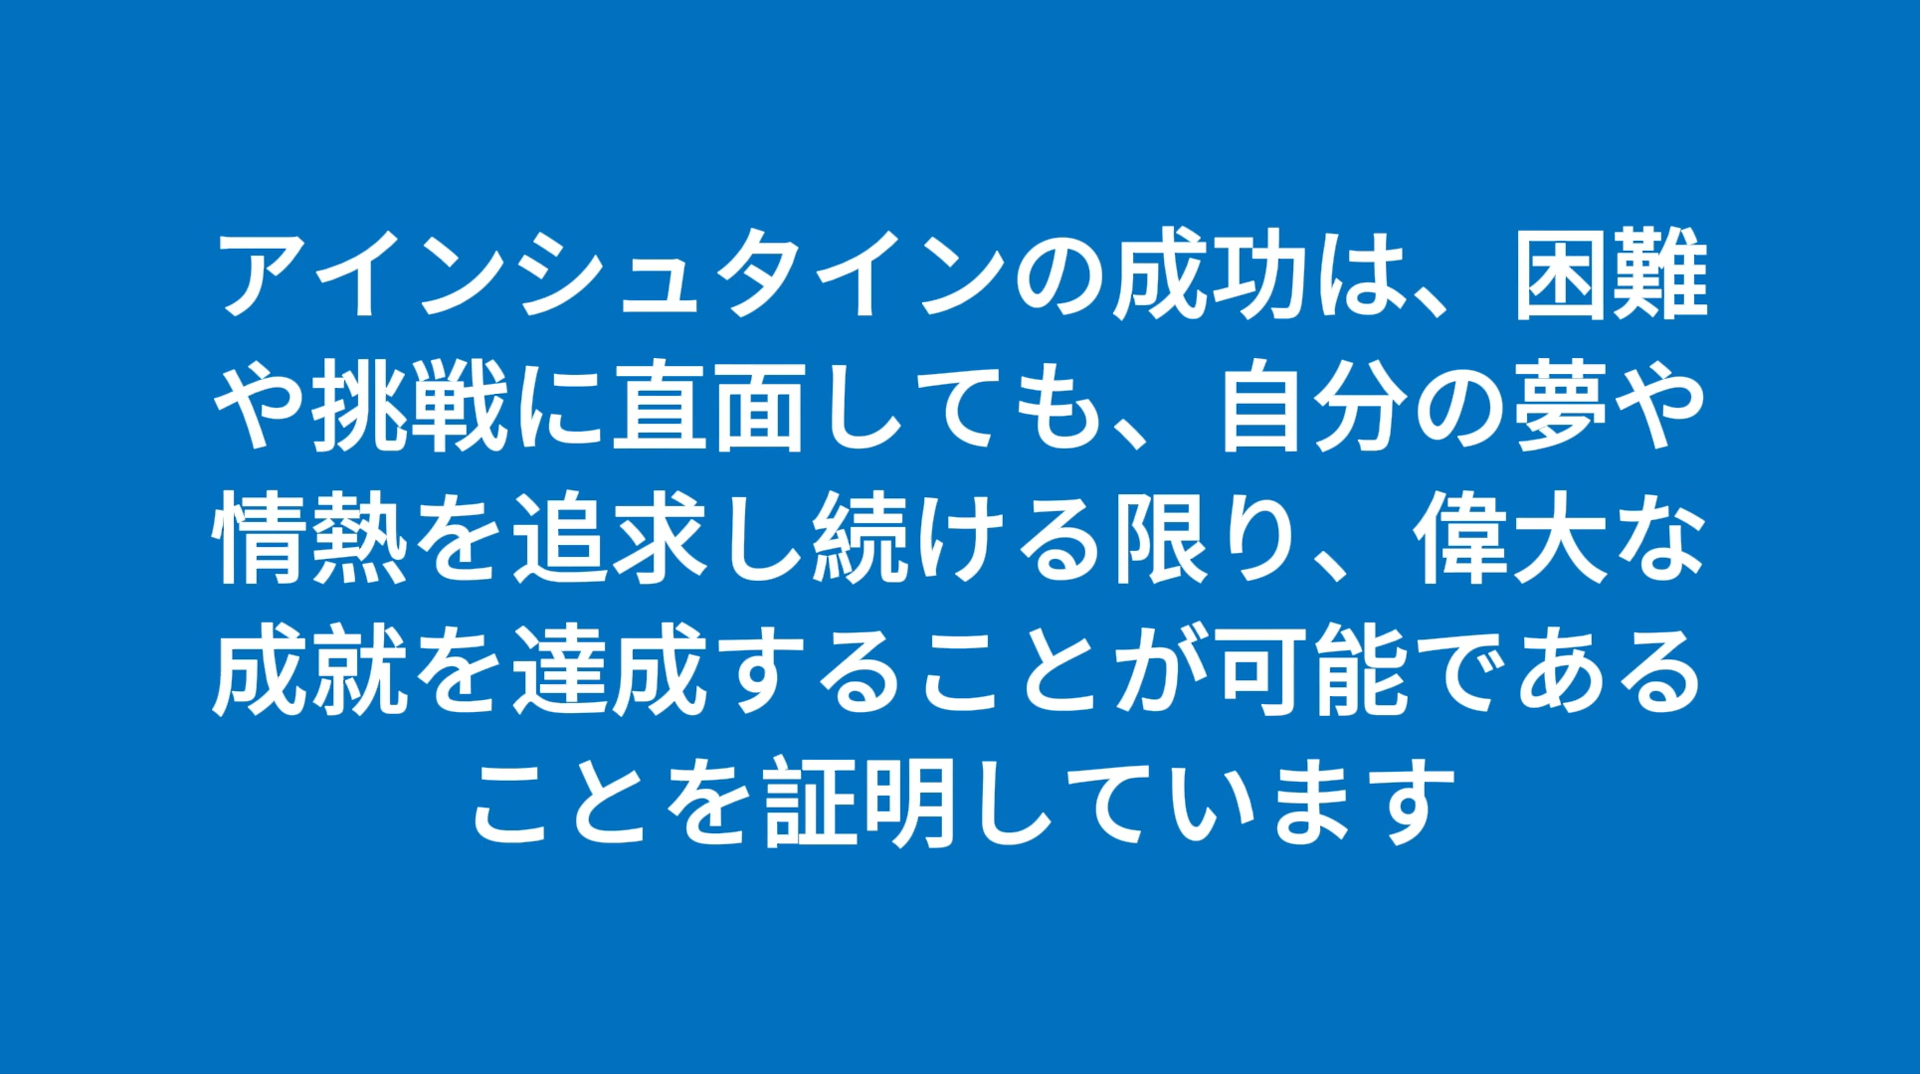 アインシュタインの成功は、困難
や挑戦に直面しても、自分の夢や
情熱を追求し続ける限り、偉大な
成就を達成することが可能である
ことを証明しています